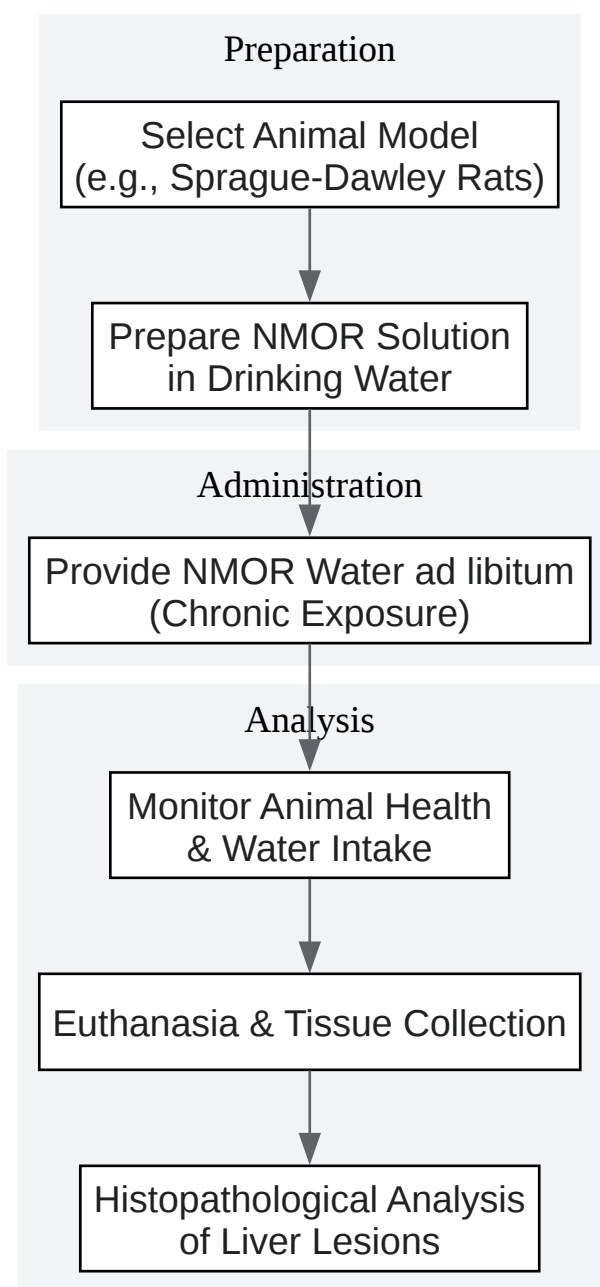 Preparation
Select Animal Model
(e.g., Sprague-Dawley Rats)
Prepare NMOR Solution
in Drinking Water
Administration
Provide NMOR Water ad libitum
(Chronic Exposure)
Analysis
Monitor Animal Health
& Water Intake
Euthanasia & Tissue Collection
Histopathological Analysis
of Liver Lesions